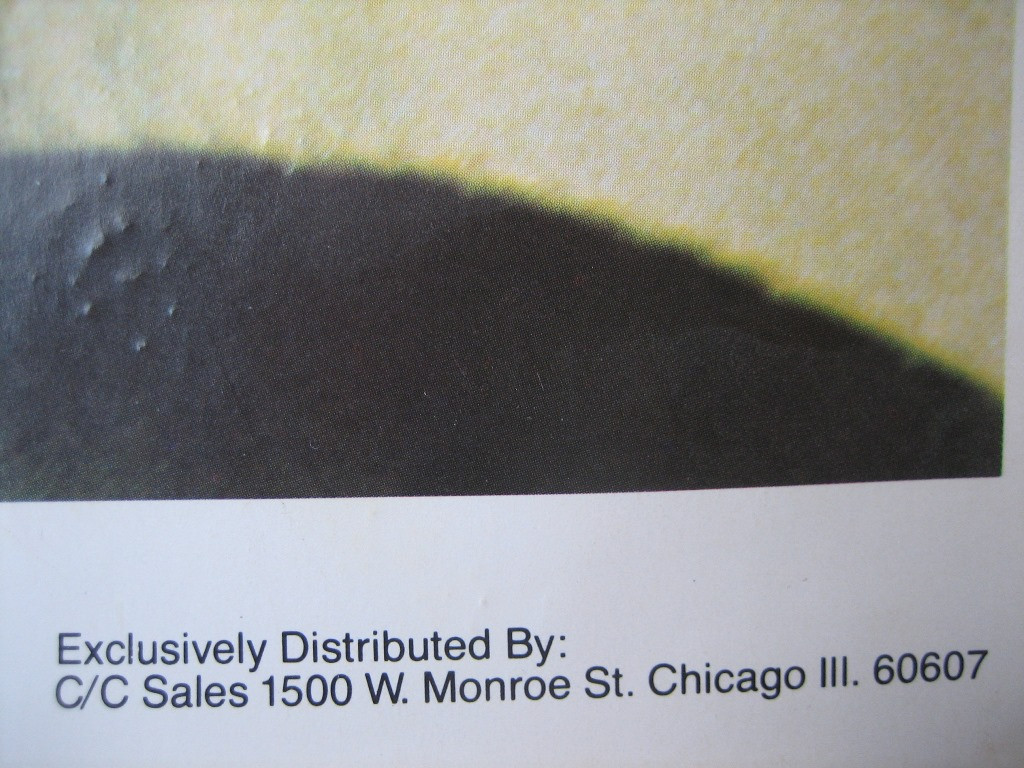 Exclusively Distributed By:
C/C Sales 1500 W. Monroe St. Chicago Ill. 60607